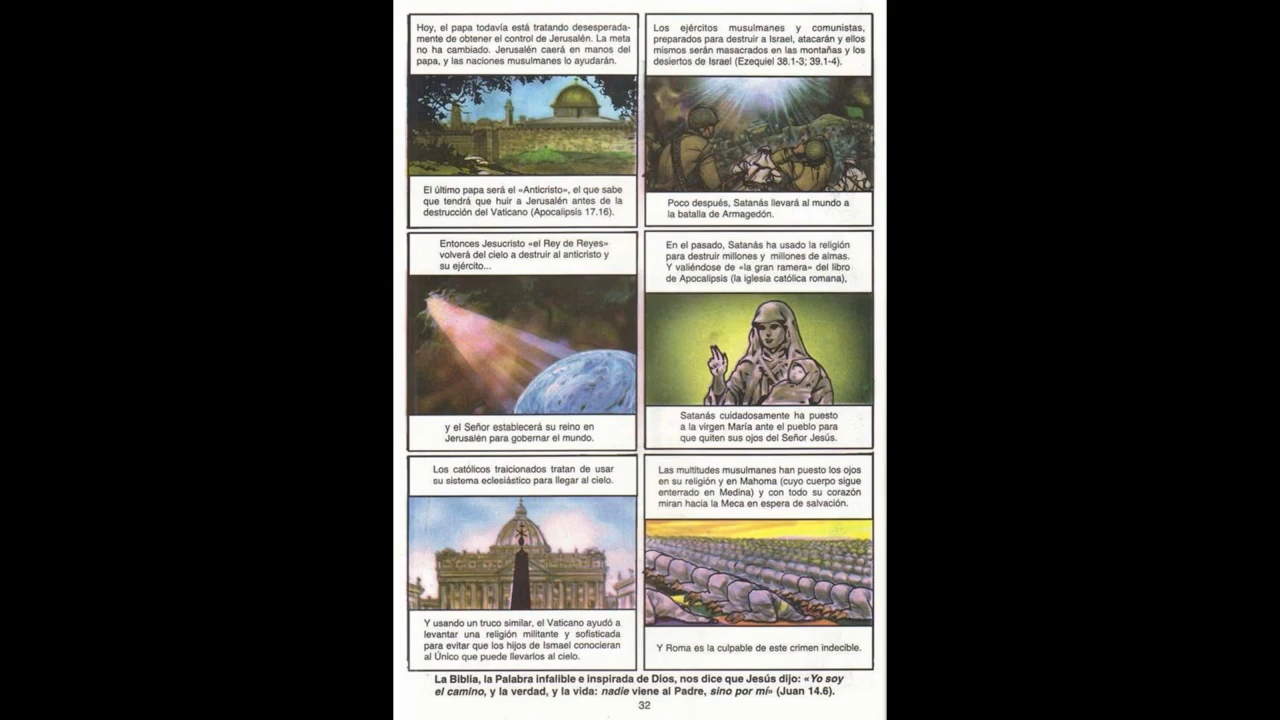 Hoy, el papa todavía está tratando desesperada-
mente de obtener el control de Jerusalén. La meta
no ha cambiado. Jerusalén caerá en manos del
papa, y las naciones musulmanes lo ayudarán.
El último papa será el «Anticristo», el que sabe
que tendrá que huir a Jerusalén antes de la
destrucción del Vaticano (Apocalipsis 17.16).
Los ejércitos musulmanes y comunistas,
preparados para destruir a Israel, atacarán y ellos
mismos serán masacrados en las montañas y los
desiertos de Israel (Ezequiel 38.1-3; 39.1-4).
Poco después, Satanás llevará al mundo a
la batalla de Armagedón.
Entonces Jesucristo «el Rey de Reyes»
volverá del cielo a destruir al anticristo y
su ejército...
y el Señor establecerá su reino en
Jerusalén para gobernar el mundo.
En el pasado, Satanás ha usado la religión
para destruir millones y millones de almas.
Y valiéndose de «la gran ramera» del libro
de Apocalipsis (la iglesia católica romana),
Satanás cuidadosamente ha puesto
a la virgen María ante el pueblo para
que quiten sus ojos del Señor Jesús.
Los católicos traicionados tratan de usar
su sistema eclesiástico para llegar al cielo.
Y usando un truco similar, el Vaticano ayudó a
levantar una religión militante y sofisticada
para evitar que los hijos de Ismael conocieran
al Único que puede llevarlos al cielo.
Las multitudes musulmanes han puesto los ojos
en su religión y en Mahoma (cuyo cuerpo sigue
enterrado en Medina) y con todo su corazón
miran hacia la Meca en espera de salvación.
Y Roma es la culpable de este crimen indecible.
La Biblia, la Palabra infalible e inspirada de Dios, nos dice que Jesús dijo: «Yo soy
el camino, y la verdad, y la vida: nadie viene al Padre, sino por mí» (Juan 14.6).
32